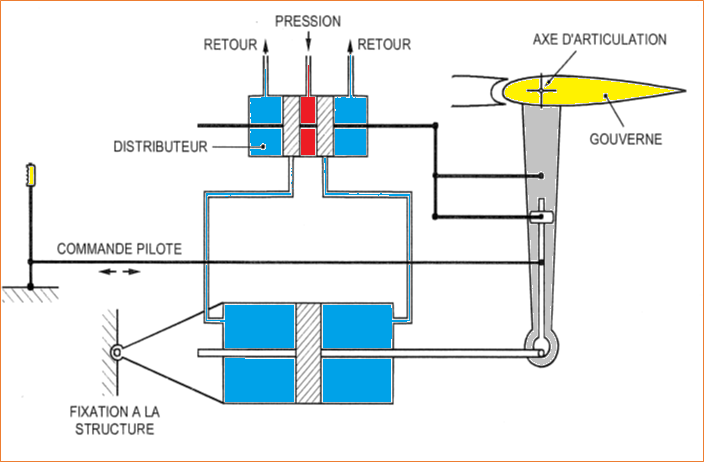 PRESSION
RETOUR
RETOUR
AXE D'ARTICULATION
GOUVERNE
DISTRIBUTEUR
COMMANDE PILOTE
FIXATION A LA
STRUCTURE